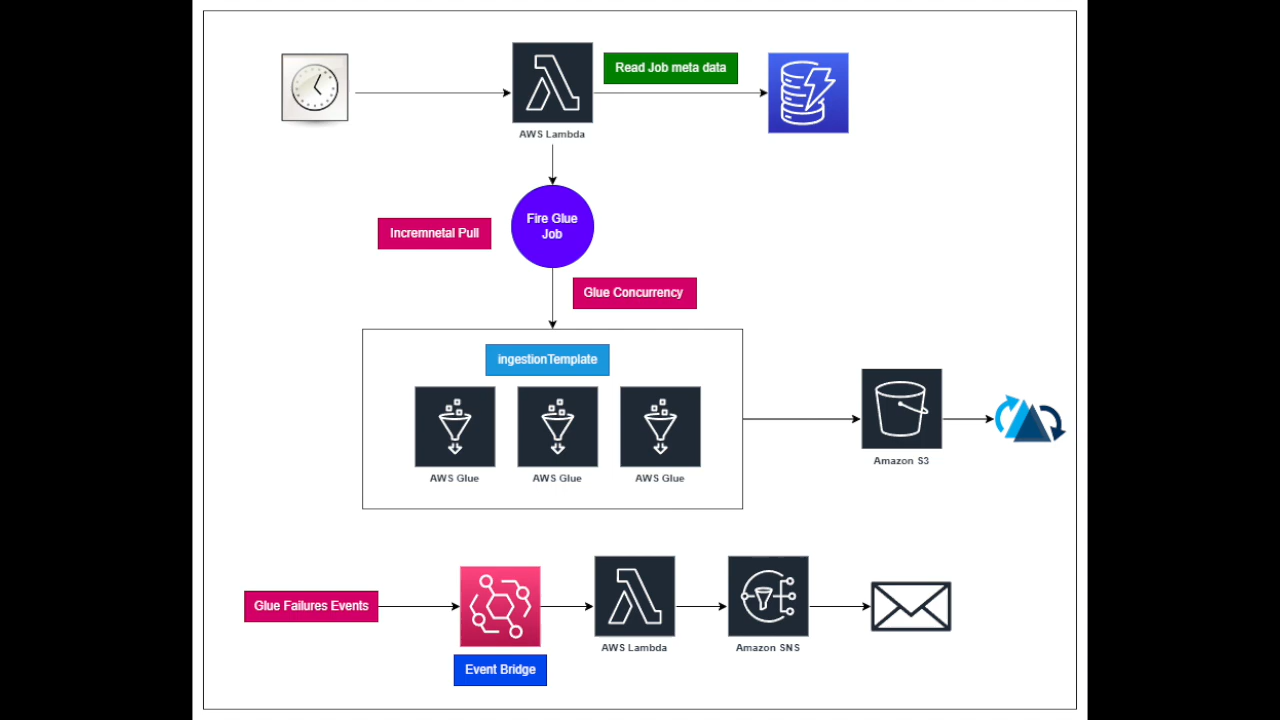 Read Job meta data
AWS Lambda
Fire Glue
Job
Incremnetal Pull
Glue Concurrency
ingestionTemplate
AWS Glue
AWS Glue
AWS Glue
Amazon S3
Glue Failures Events
AWS Lambda
Amazon SNS
Event Bridge